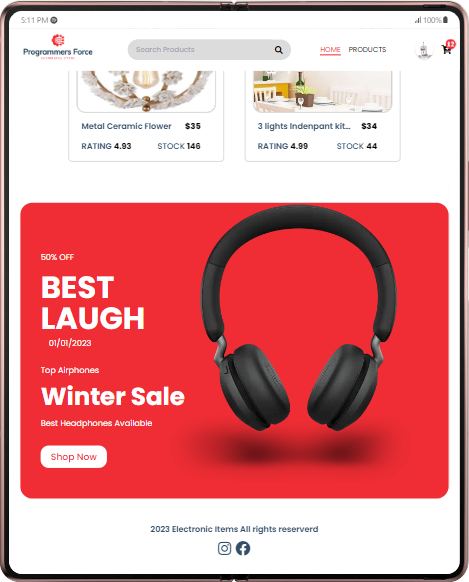 5:11 PM
100%
Programmers Force
Search Products
HOME
PRODUCTS
Metal Ceramic Flower $35
RATING 4.93 STOCK 146
3 lights Indenpant kit... $34
RATING 4.99 STOCK 44
50% OFF
BEST
LAUGH
01/01/2023
Top Airphones
Winter Sale
Best Headphones Available
Shop Now
2023 Electronic Items All rights reserverd